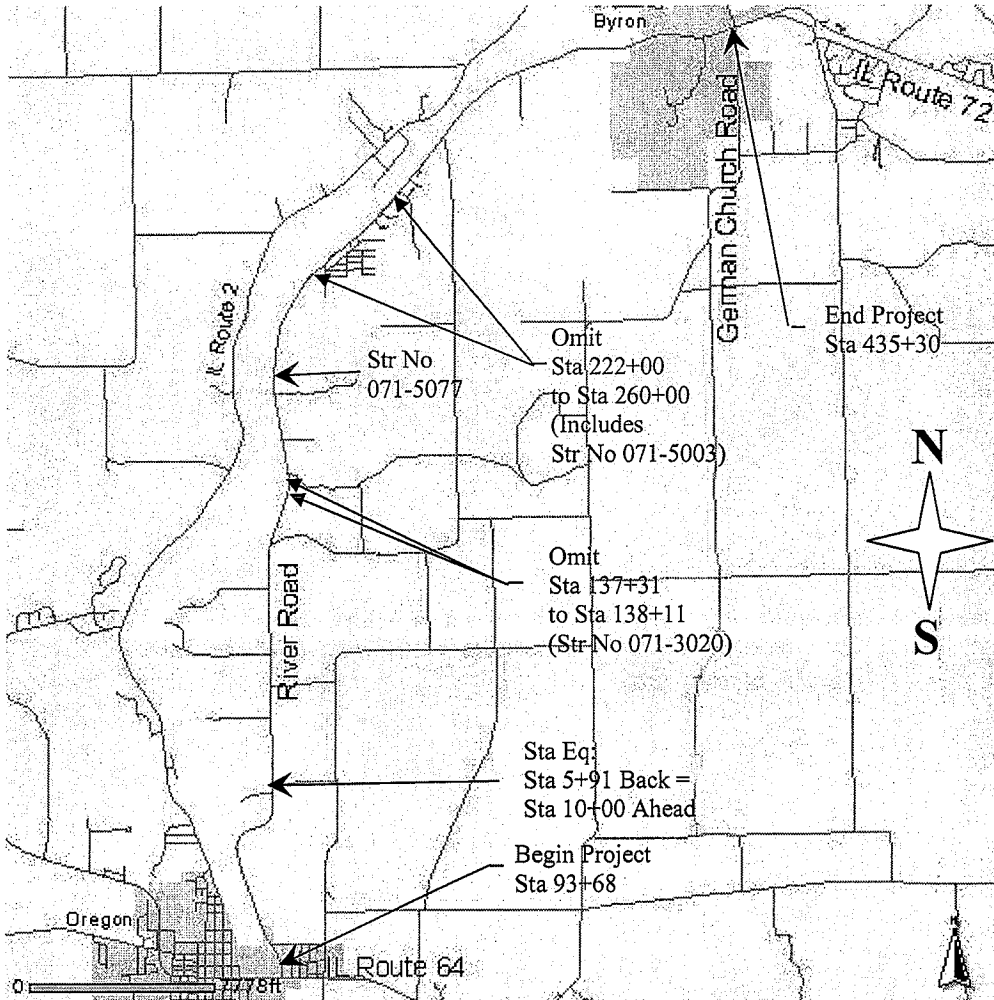 Byron
IL Route 72
German Church Road
IL Route 2
End Project
Sta 435+30
Str No
071-5077
Omit
Sta 222+00
to Sta 260+00
(Includes
Str No 071-5003)
N
S
Omit
Sta 137+31
to Sta 138+11
(Str No 071-3020)
River Road
Sta Eq:
Sta 5+91 Back =
Sta 10+00 Ahead
Begin Project
Sta 93+68
Oregon
IL Route 64
0 7778ft
N